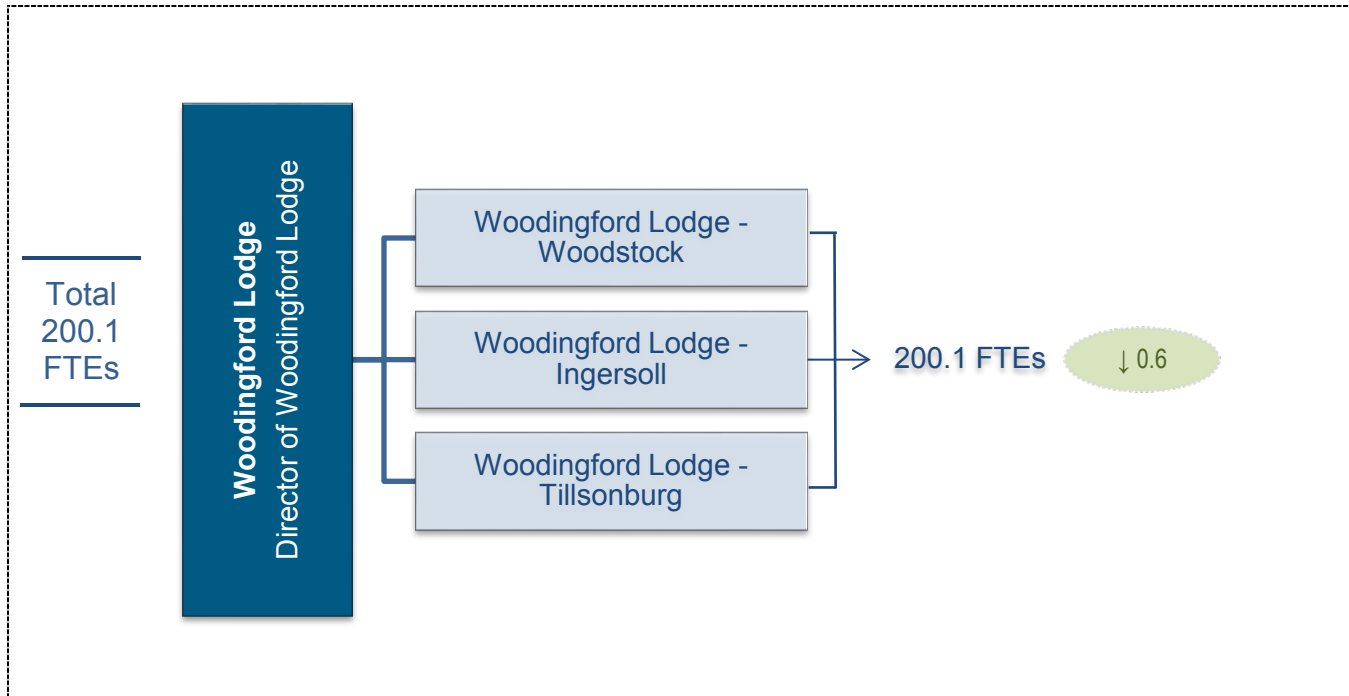 Total
200.1
FTEs
Woodingford Lodge
Director of Woodingford Lodge
Woodingford Lodge -
Woodstock
Woodingford Lodge -
Ingersoll
Woodingford Lodge -
Tillsonburg
200.1 FTEs
↓ 0.6